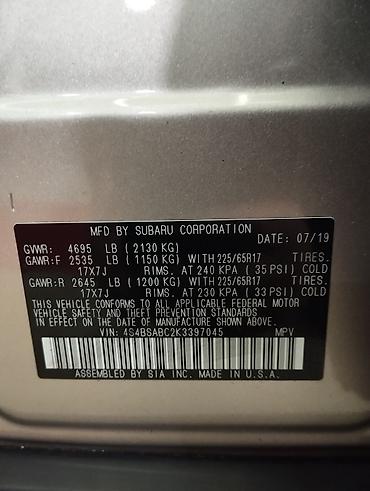 MFD BY SUBARU CORPORATION
DATE: 07/19
GVWR: 4695 LB (2130 KG)
GAWR:F 2535 LB (1150 KG) WITH 225/65R17 TIRES.
17X7J RIMS. AT 240 KPA (35 PSI) COLD
GAWR:R 2645 LB (1200 KG) WITH 225/65R17 TIRES.
17X7J RIMS. AT 230 KPA (33 PSI) COLD
THIS VEHICLE CONFORMS TO ALL APPLICABLE FEDERAL MOTOR
VEHICLE SAFETY AND THEFT PREVENTION STANDARDS
IN EFFECT ON THE DATE OF MANUFACTURE SHOWN ABOVE.
VIN: 4S4BSABC2K3397045 MPV
ASSEMBLED BY SIA INC. MADE IN U.S.A.